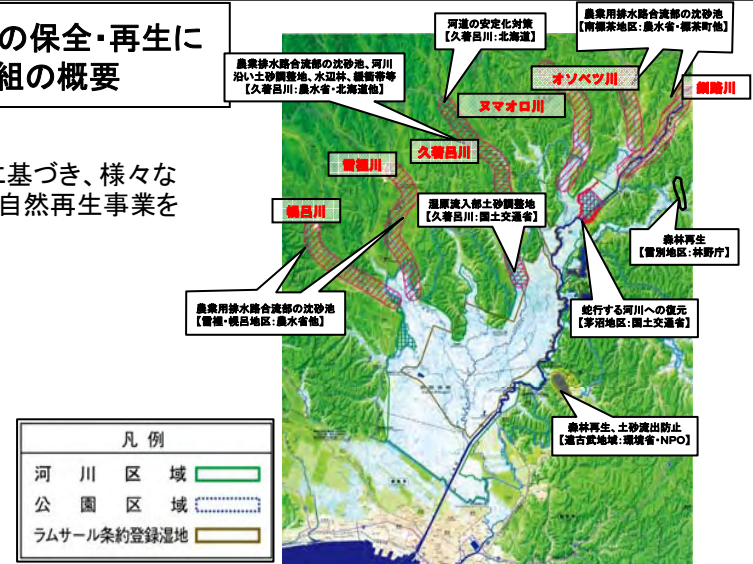 の保全・再生に
組の概要
に基づき、様々な
自然再生事業を
河道の安定化対策
【久著呂川:北海道】
農業用排水路合流部の沈砂池
【南標茶地区:農水省・標茶町他】
農業排水路合流部の沈砂池、河川
沿い土砂調整地、水辺林、緩衝帯等
【久著呂川:農水省・北海道他】
オソベツ川
釧路川
ヌマオロ川
久著呂川
雪裡川
幌呂川
湿原流入部土砂調整地
【久著呂川:国土交通省】
森林再生
【雷別地区:林野庁】
農業用排水路合流部の沈砂池
【雪裡・幌呂地区:農水省他】
蛇行する河川への復元
【茅沼地区:国土交通省】
森林再生、土砂流出防止
【達古武地域:環境省・NPO】
凡例
河川区域
公園区域
ラムサール条約登録湿地